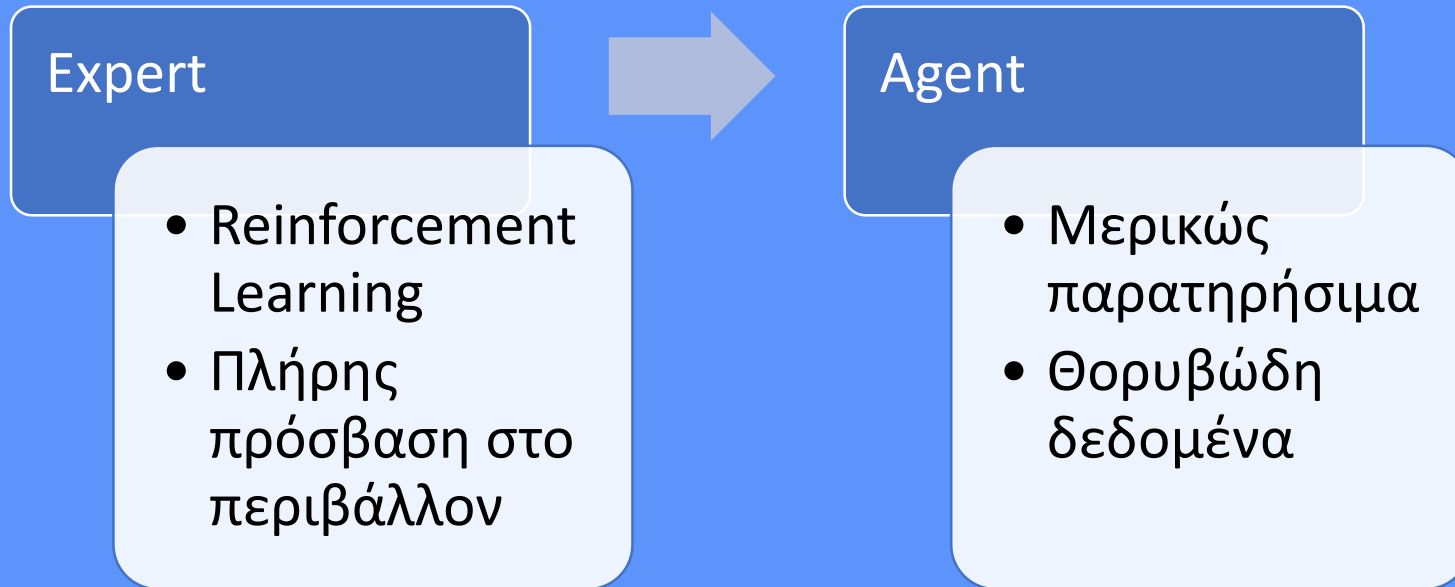 Expert
• Reinforcement
Learning
• Πλήρης
πρόσβαση στο
περιβάλλον
Agent
• Μερικώς
παρατηρήσιμα
• Θορυβώδη
δεδομένα